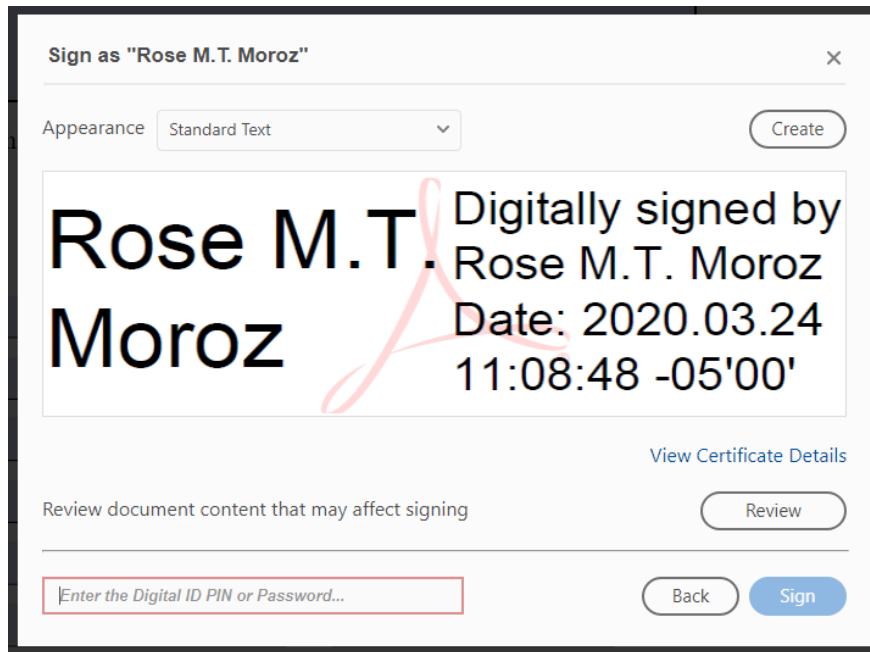 Sign as "Rose M.T. Moroz"
Appearance
Standard Text
Create
Rose M.T.
Moroz
Digitally signed by
Rose M.T. Moroz
Date: 2020.03.24
11:08:48 -05'00'
View Certificate Details
Review document content that may affect signing
Review
Enter the Digital ID PIN or Password...
Back
Sign